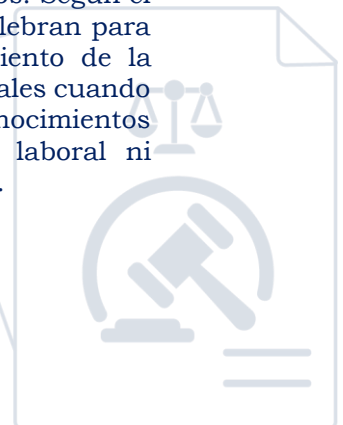 os. Según el
lebran para
iento de la
ales cuando
nocimientos
laboral ni
.